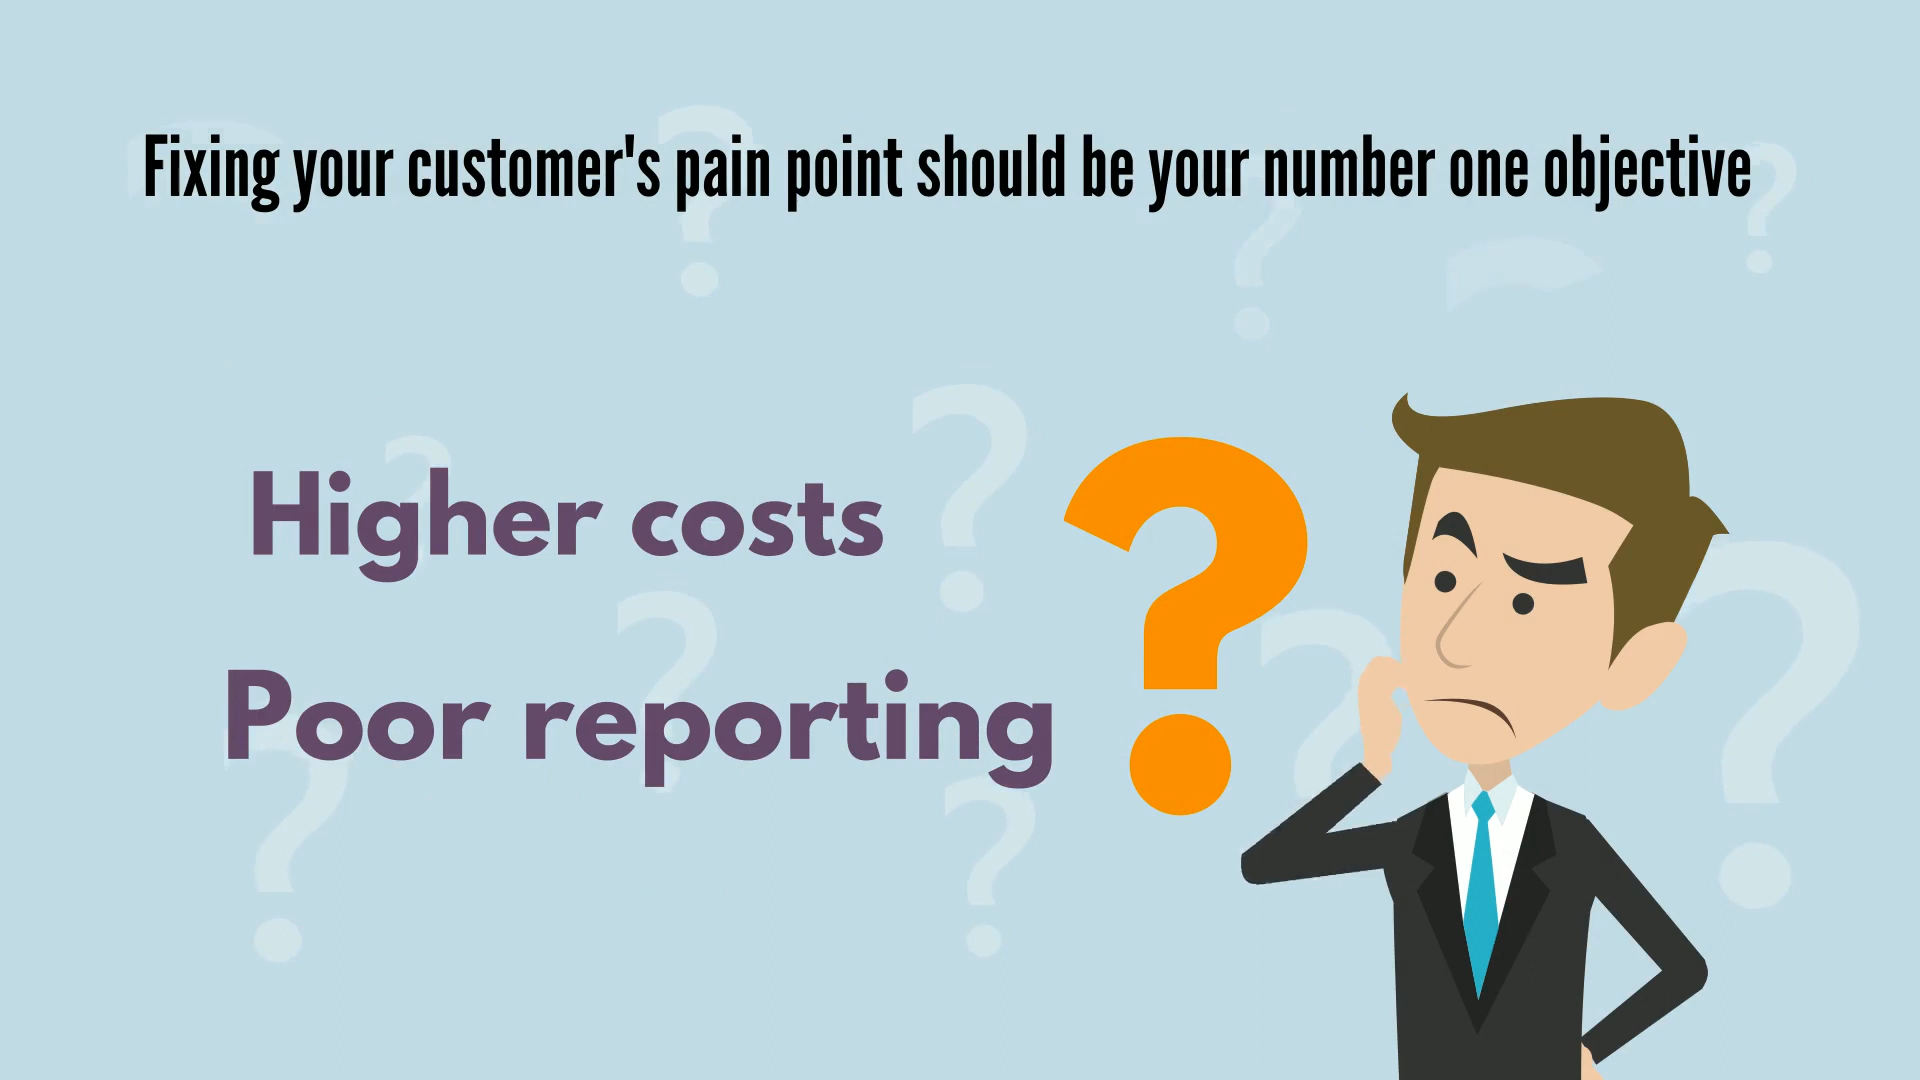 Fixing your customer's pain point should be your number one objective
Higher costs
Poor reporting
?